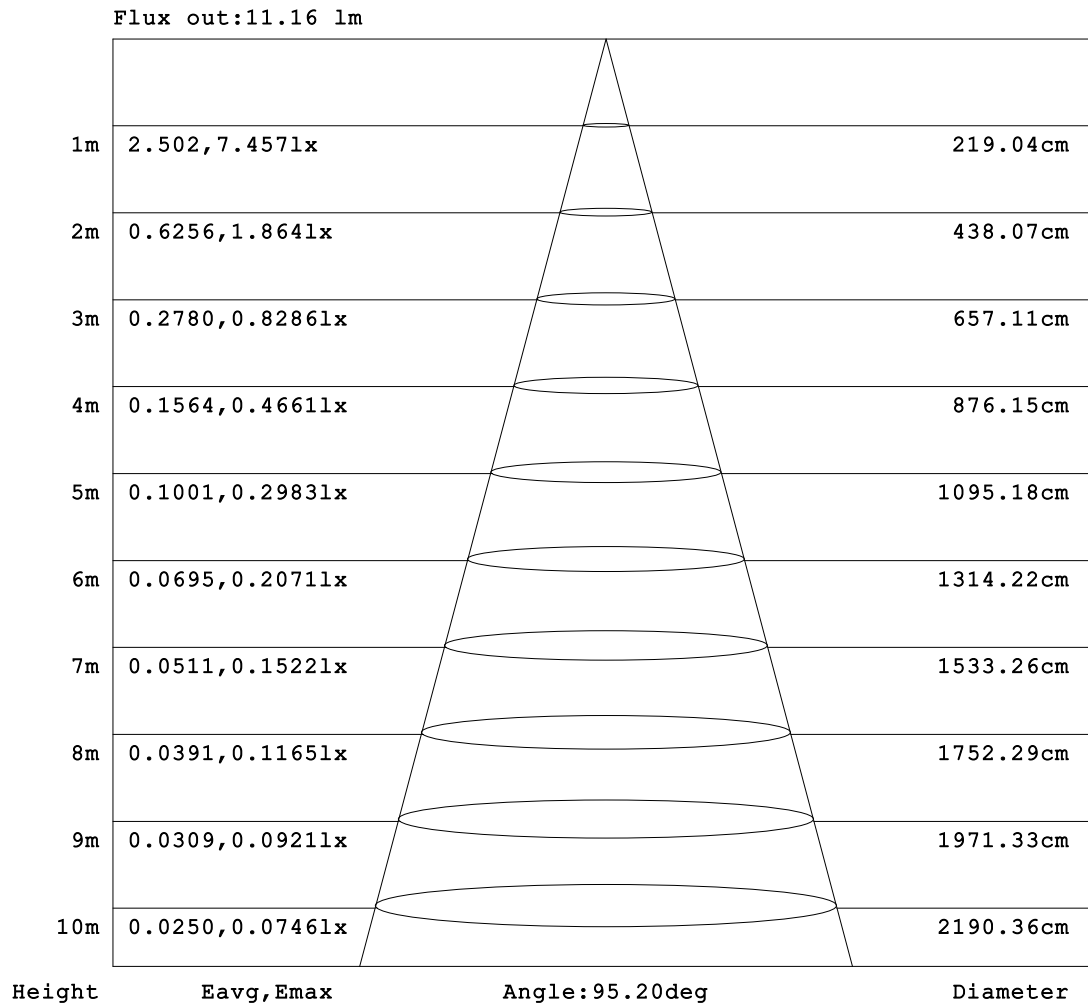 Flux out:11.16 lm
1m 2.502,7.457lx 219.04cm
2m 0.6256,1.864lx 438.07cm
3m 0.2780,0.8286lx 657.11cm
4m 0.1564,0.4661lx 876.15cm
5m 0.1001,0.2983lx 1095.18cm
6m 0.0695,0.2071lx 1314.22cm
7m 0.0511,0.1522lx 1533.26cm
8m 0.0391,0.1165lx 1752.29cm
9m 0.0309,0.0921lx 1971.33cm
10m 0.0250,0.0746lx 2190.36cm
Height Eavg,Emax Angle:95.20deg Diameter